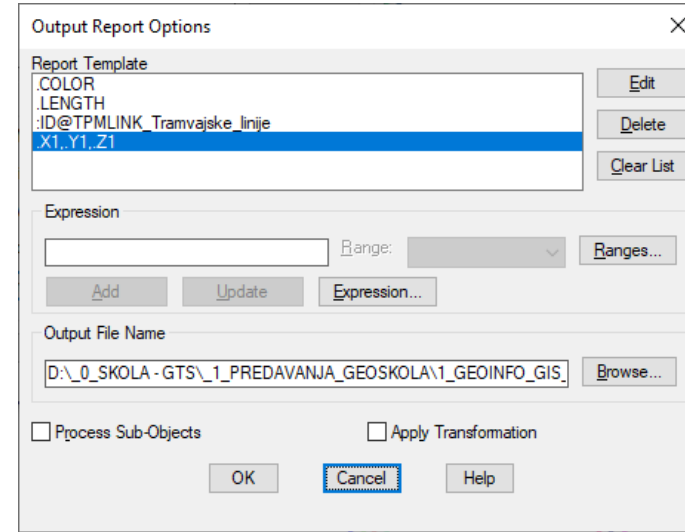 Output Report Options
Report Template
.COLOR
.LENGTH
:ID@TPMLINK_Tramvajske_linije
.X1,.Y1,.Z1
Edit
Delete
Clear List
Expression
Range:
Ranges...
Add Update Expression...
Output File Name
D:\_0_SKOLA - GTS\_1_PREDAVANJA_GEOSKOLA\1_GEOINFO_GIS_ Browse...
Process Sub-Objects Apply Transformation
OK Cancel Help